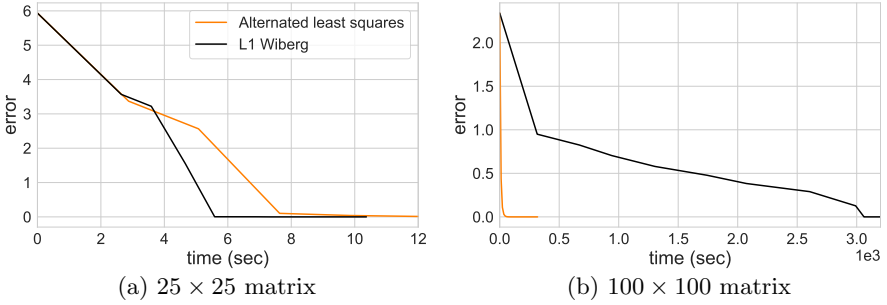 6
5
4
3
2
1
0
error
Alternated least squares
L1 Wiberg
0 2 4 6 8 10 12
time (sec)
(a) 25 × 25 matrix
2.0
1.5
1.0
0.5
0.0
error
0.0 0.5 1.0 1.5 2.0 2.5 3.0
1e3
time (sec)
(b) 100 × 100 matrix